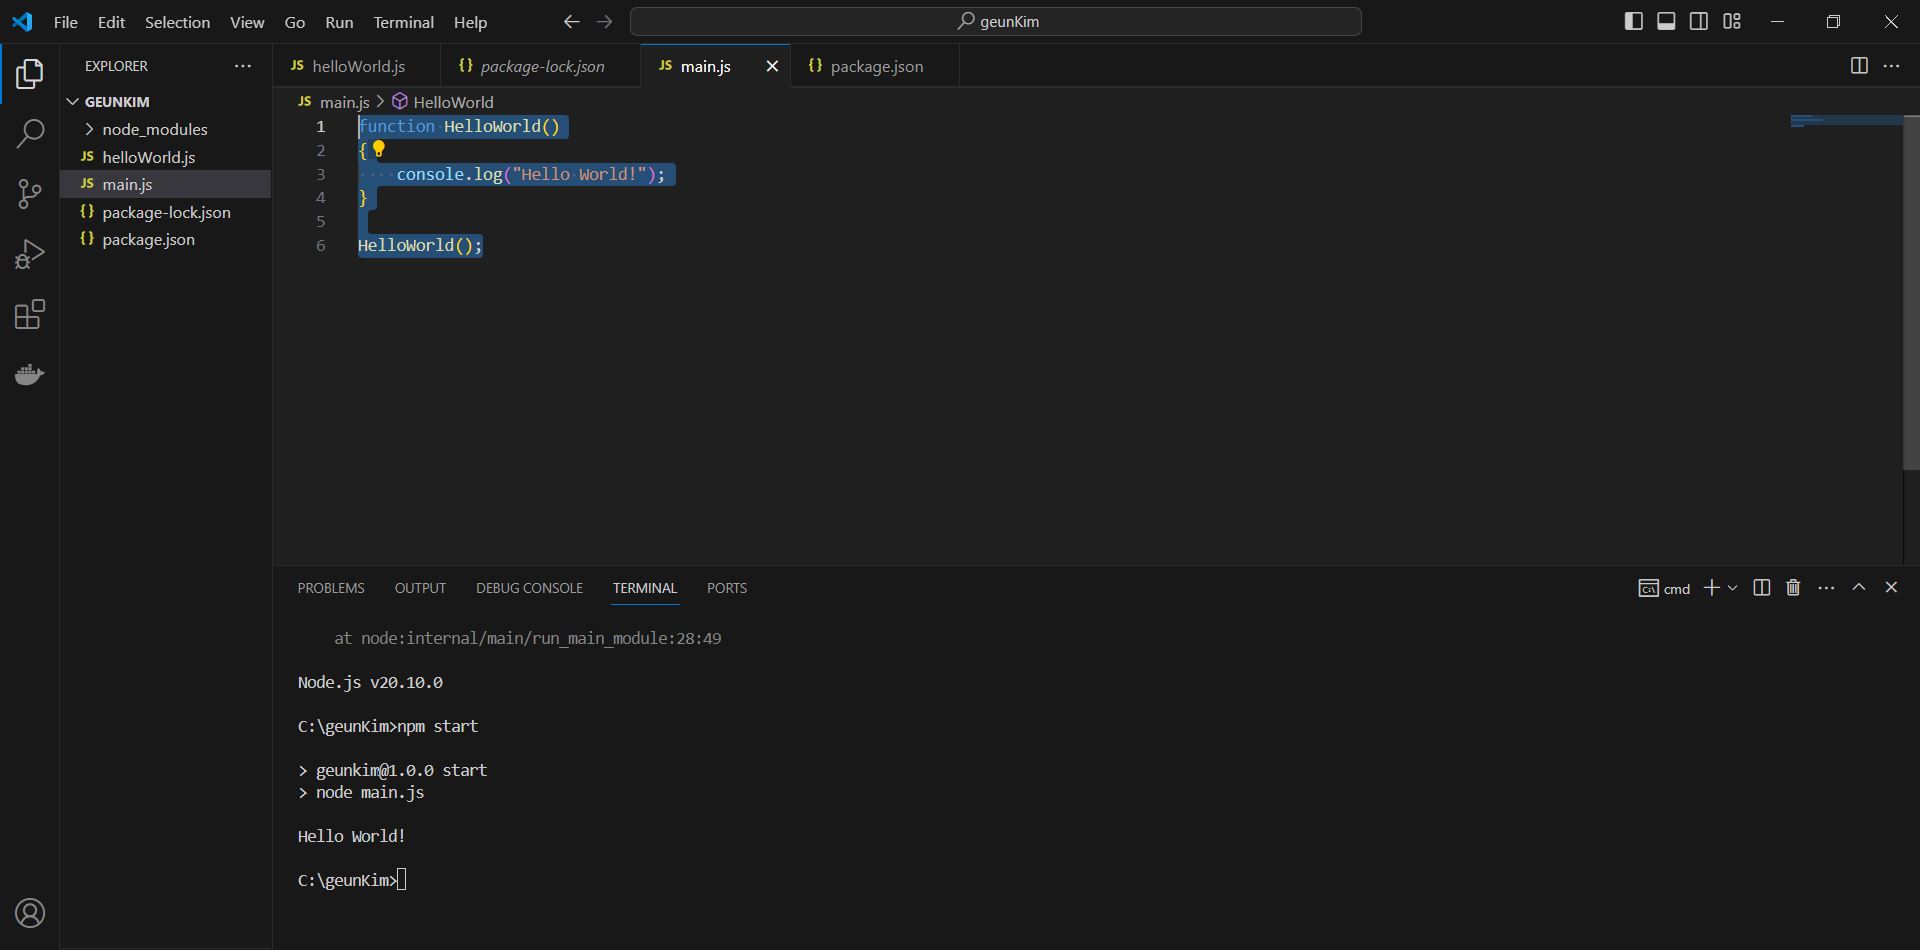 File Edit Selection View Go Run Terminal Help
geunKim
EXPLORER
GEUNKIM
node_modules
JS helloWorld.js
JS main.js
{} package-lock.json
{} package.json
JS helloWorld.js
{} package-lock.json
JS main.js
{} package.json
JS main.js > HelloWorld
1 function HelloWorld()
2 {
3     console.log("Hello World!");
4 }
5
6 HelloWorld();
PROBLEMS OUTPUT DEBUG CONSOLE TERMINAL PORTS
cmd
    at node:internal/main/run_main_module:28:49
Node.js v20.10.0
C:\geunKim>npm start
> geunkim@1.0.0 start
> node main.js
Hello World!
C:\geunKim>